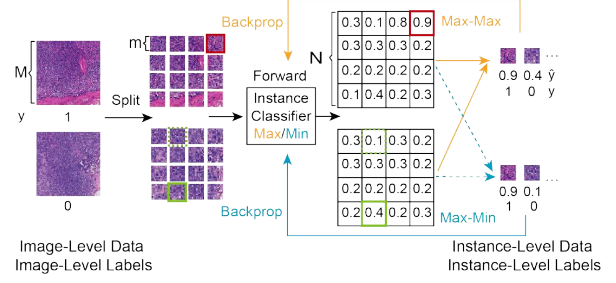 Backprop
Max-Max
m
N
0.3 0.1 0.8 0.9
0.3 0.3 0.3 0.2
0.2 0.2 0.2 0.2
0.1 0.4 0.2 0.3
M
Forward
Split
Instance
Classifier
Max/Min
y 1
0.9 0.4 ... ŷ
1 0 y
0.3 0.1 0.3 0.2
0.3 0.3 0.3 0.2
0.2 0.2 0.2 0.2
0.2 0.4 0.2 0.3
0
...
0.9 0.1
1 0
Backprop
Max-Min
Image-Level Data
Image-Level Labels
Instance-Level Data
Instance-Level Labels